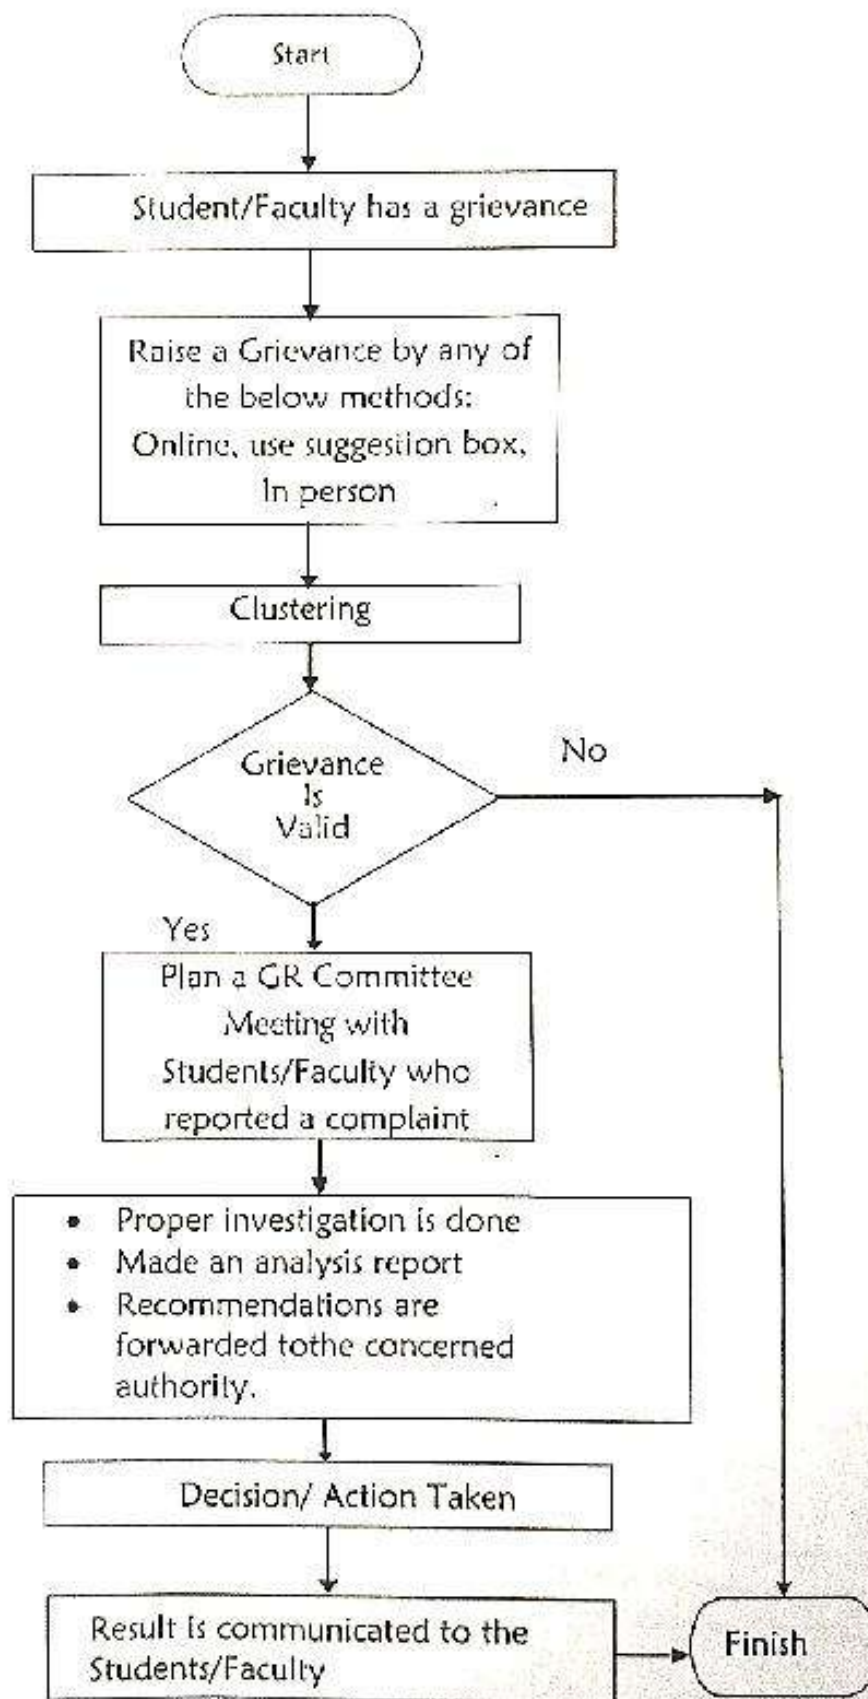 Start
Student/Faculty has a grievance
Raise a Grievance by any of
the below methods:
Online, use suggestion box,
In person
Clustering
Grievance
Is
Valid
No
Yes
Plan a GR Committee
Meeting with
Students/Faculty who
reported a complaint
• Proper investigation is done
• Made an analysis report
• Recommendations are
forwarded tothe concerned
authority.
Decision/ Action Taken
Result is communicated to the
Students/Faculty
Finish